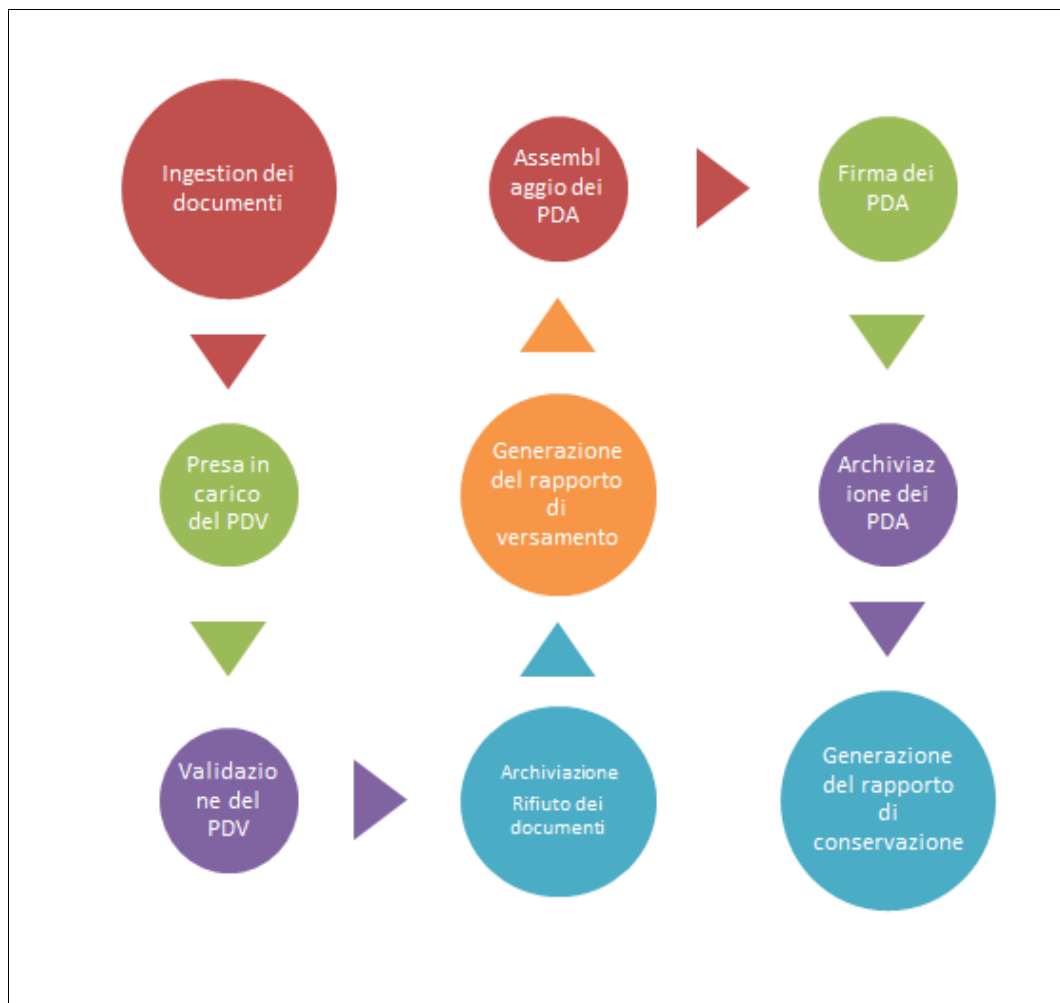 Ingestion dei
documenti
Presa in
carico
del PDV
Validazio
ne del
PDV
Archiviazione
Rifiuto dei
documenti
Generazione
del rapporto
di
versamento
Assembl
aggio dei
PDA
Firma dei
PDA
Archiviaz
ione dei
PDA
Generazione
del rapporto
di
conservazione